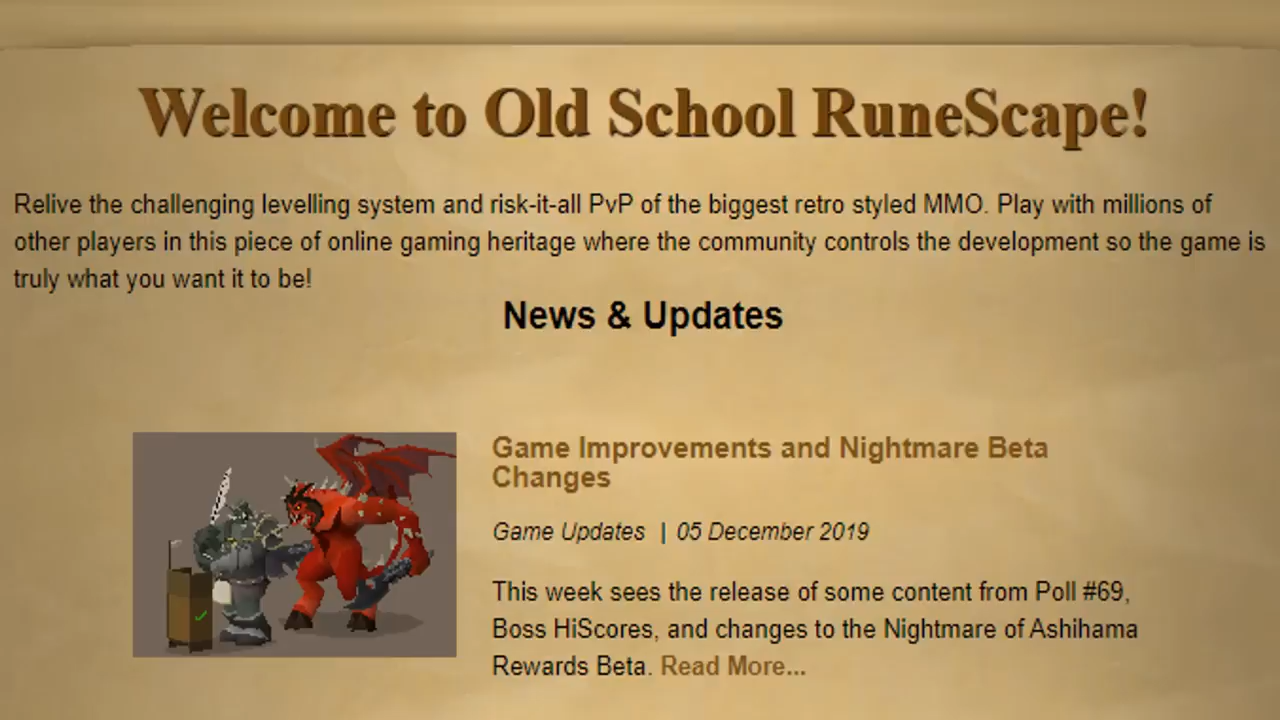 Welcome to Old School RuneScape!
Relive the challenging levelling system and risk-it-all PvP of the biggest retro styled MMO. Play with millions of
other players in this piece of online gaming heritage where the community controls the development so the game is
truly what you want it to be!
News & Updates
Game Improvements and Nightmare Beta
Changes
Game Updates | 05 December 2019
This week sees the release of some content from Poll #69,
Boss HiScores, and changes to the Nightmare of Ashihama
Rewards Beta. Read More...